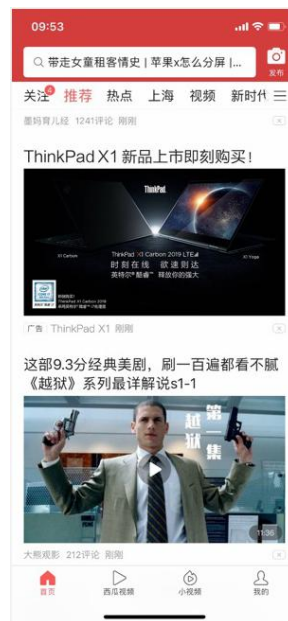 09:53
带走女童租客情史 | 苹果x怎么分屏 |...
发布
关注 推荐 热点 上海 视频 新时代
墨妈育儿经 1241评论 刚刚
ThinkPad X1 新品上市即刻购买！
ThinkPad
X1 Carbon
X1 Yoga
ThinkPad X1 Carbon 2019 LTE版
时刻在线 欲速则达
英特尔®酷睿™ 释放你的强大
广告 ThinkPad X1 刚刚
这部9.3分经典美剧，刷一百遍都看不腻
《越狱》系列最详解说s1-1
越狱
第一集
11:36
大熊观影 212评论 刚刚
首页 西瓜视频 小视频 我的